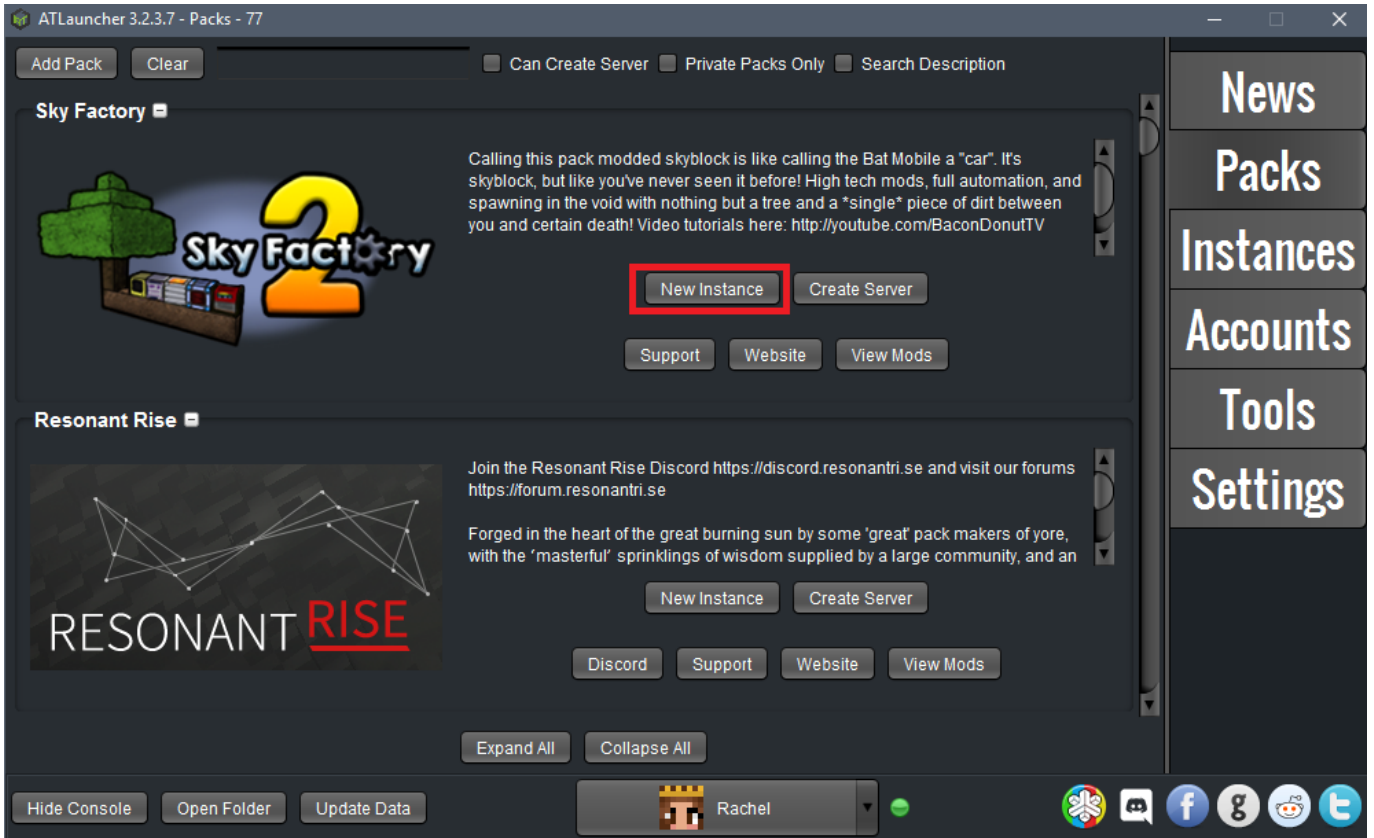 ATLauncher 3.2.3.7 - Packs - 77
Add Pack Clear Can Create Server Private Packs Only Search Description
Sky Factory
Sky Factory 2
Calling this pack modded skyblock is like calling the Bat Mobile a "car". It's
skyblock, but like you've never seen it before! High tech mods, full automation, and
spawning in the void with nothing but a tree and a *single* piece of dirt between
you and certain death! Video tutorials here: http://youtube.com/BaconDonutTV
New Instance Create Server
Support Website View Mods
Resonant Rise
RESONANT RISE
Join the Resonant Rise Discord https://discord.resonantri.se and visit our forums
https://forum.resonantri.se
Forged in the heart of the great burning sun by some 'great' pack makers of yore,
with the ‘masterful’ sprinklings of wisdom supplied by a large community, and an
New Instance Create Server
Discord Support Website View Mods
Expand All Collapse All
News
Packs
Instances
Accounts
Tools
Settings
Hide Console Open Folder Update Data Rachel f g t